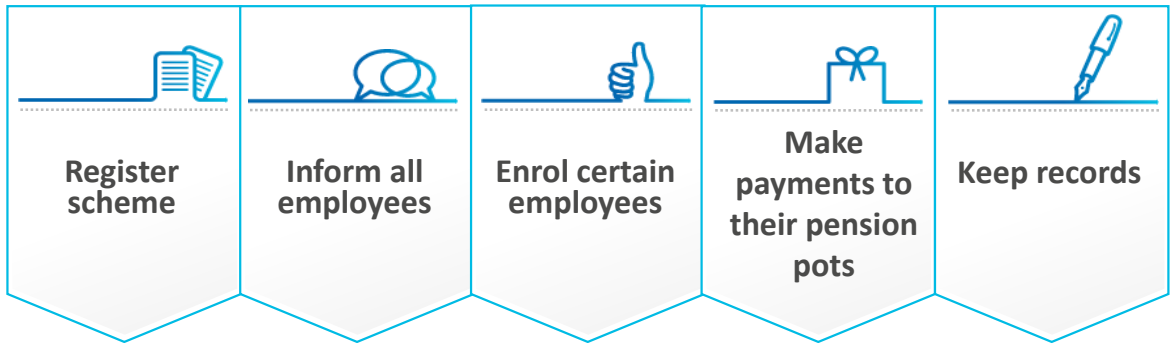 Register
scheme
Inform all
employees
Enrol certain
employees
Make
payments to
their pension
pots
Keep records